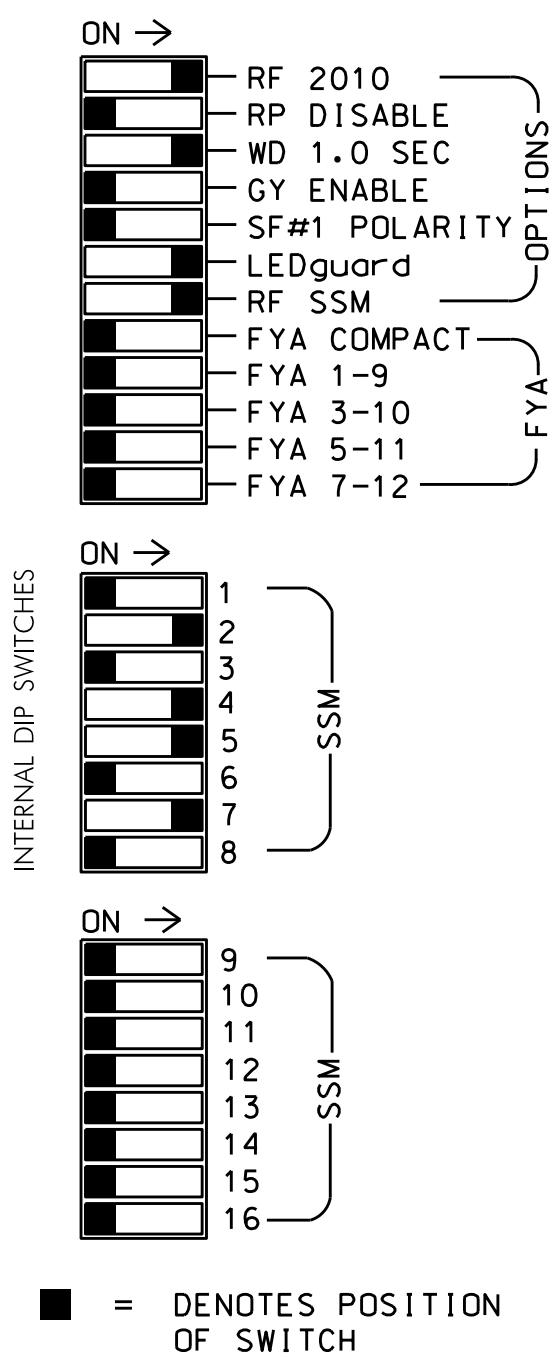 ON →
RF 2010
RP DISABLE
WD 1.0 SEC
GY ENABLE
SF#1 POLARITY
LEDguard
RF SSM
OPTIONS
FYA COMPACT
FYA 1-9
FYA 3-10
FYA 5-11
FYA 7-12
FYA
INTERNAL DIP SWITCHES
ON →
1
2
3
4
5
6
7
8
SSM
ON →
9
10
11
12
13
14
15
16
SSM
= DENOTES POSITION
OF SWITCH